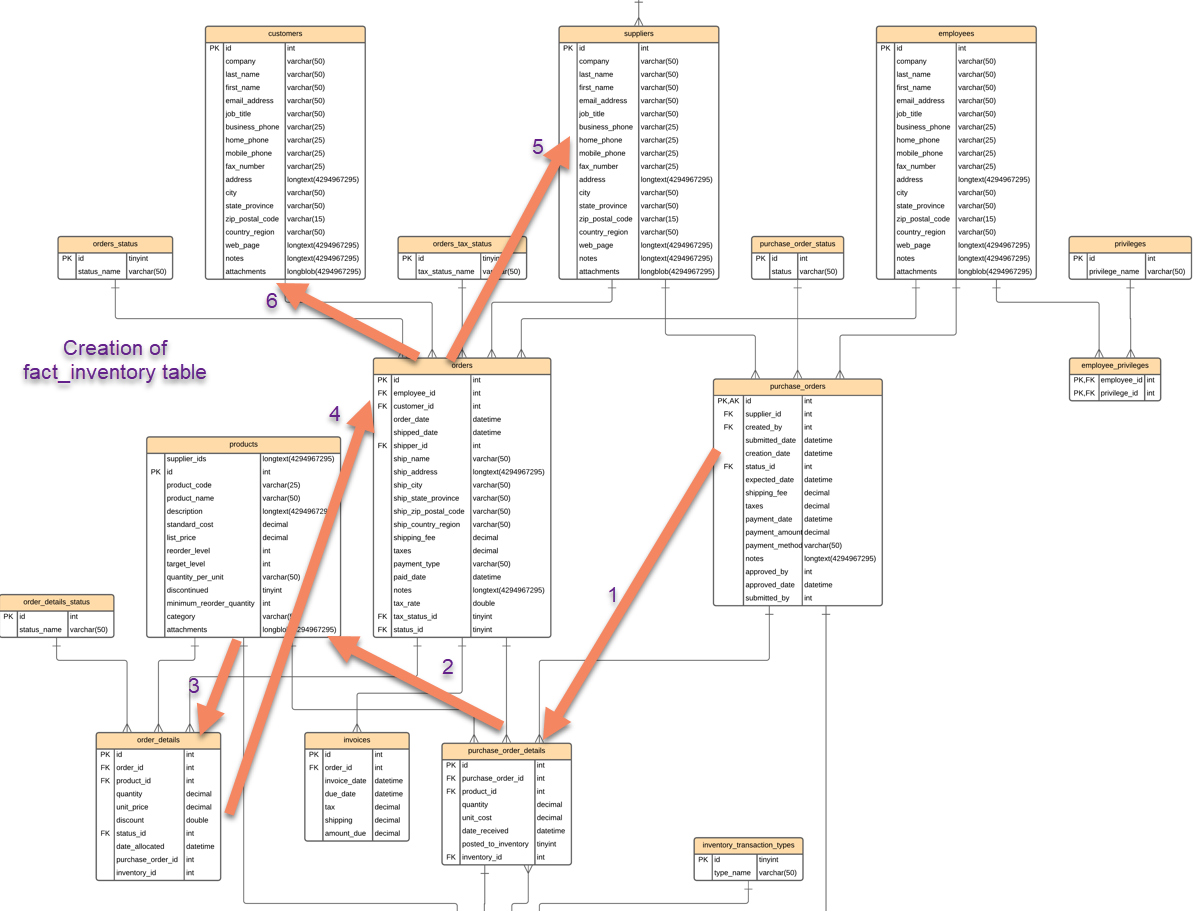 customers
PK id int
company varchar(50)
last_name varchar(50)
first_name varchar(50)
email_address varchar(50)
job_title varchar(50)
business_phone varchar(25)
home_phone varchar(25)
mobile_phone varchar(25)
fax_number varchar(25)
address longtext(4294967295)
city varchar(50)
state_province varchar(50)
zip_postal_code varchar(15)
country_region varchar(50)
web_page longtext(4294967295)
notes longtext(4294967295)
attachments longblob(4294967295)
suppliers
PK id int
company varchar(50)
last_name varchar(50)
first_name varchar(50)
email_address varchar(50)
job_title varchar(50)
business_phone varchar(25)
home_phone varchar(25)
mobile_phone varchar(25)
fax_number varchar(25)
address longtext(4294967295)
city varchar(50)
state_province varchar(50)
zip_postal_code varchar(15)
country_region varchar(50)
web_page longtext(4294967295)
notes longtext(4294967295)
attachments longblob(4294967295)
employees
PK id int
company varchar(50)
last_name varchar(50)
first_name varchar(50)
email_address varchar(50)
job_title varchar(50)
business_phone varchar(25)
home_phone varchar(25)
mobile_phone varchar(25)
fax_number varchar(25)
address longtext(4294967295)
city varchar(50)
state_province varchar(50)
zip_postal_code varchar(15)
country_region varchar(50)
web_page longtext(4294967295)
notes longtext(4294967295)
attachments longblob(4294967295)
5
orders_status
PK id tinyint
status_name varchar(50)
orders_tax_status
PK id tinyint
tax_status_name varchar(50)
purchase_order_status
PK id int
status varchar(50)
privileges
PK id int
privilege_name varchar(50)
6
Creation of
fact_inventory table
4
orders
PK id int
FK employee_id int
FK customer_id int
order_date datetime
shipped_date datetime
FK shipper_id int
ship_name varchar(50)
ship_address longtext(4294967295)
ship_city varchar(50)
ship_state_province varchar(50)
ship_zip_postal_code varchar(50)
ship_country_region varchar(50)
shipping_fee decimal
taxes decimal
payment_type varchar(50)
paid_date datetime
notes longtext(4294967295)
tax_rate double
FK tax_status_id tinyint
FK status_id tinyint
employee_privileges
PK,FK employee_id int
PK,FK privilege_id int
purchase_orders
PK,AK id int
FK supplier_id int
FK created_by int
submitted_date datetime
creation_date datetime
FK status_id int
expected_date datetime
shipping_fee decimal
taxes decimal
payment_date datetime
payment_amount decimal
payment_method varchar(50)
notes longtext(4294967295)
approved_by int
approved_date datetime
submitted_by int
products
supplier_ids longtext(4294967295)
PK id int
product_code varchar(25)
product_name varchar(50)
description
standard_cost decimal
list_price decimal
reorder_level int
target_level int
quantity_per_unit varchar(50)
discontinued tinyint
minimum_reorder_quantity int
category
attachments
1
order_details_status
PK id int
status_name varchar(50)
2
3
order_details
PK id int
FK order_id int
FK product_id int
quantity decimal
unit_price decimal
discount double
FK status_id int
date_allocated datetime
purchase_order_id int
inventory_id int
invoices
PK id int
FK order_id int
invoice_date datetime
due_date datetime
tax decimal
shipping decimal
amount_due decimal
purchase_order_details
PK id int
FK purchase_order_id int
FK product_id int
quantity decimal
unit_cost decimal
date_received datetime
posted_to_inventory tinyint
FK inventory_id int
inventory_transaction_types
PK id tinyint
type_name varchar(50)